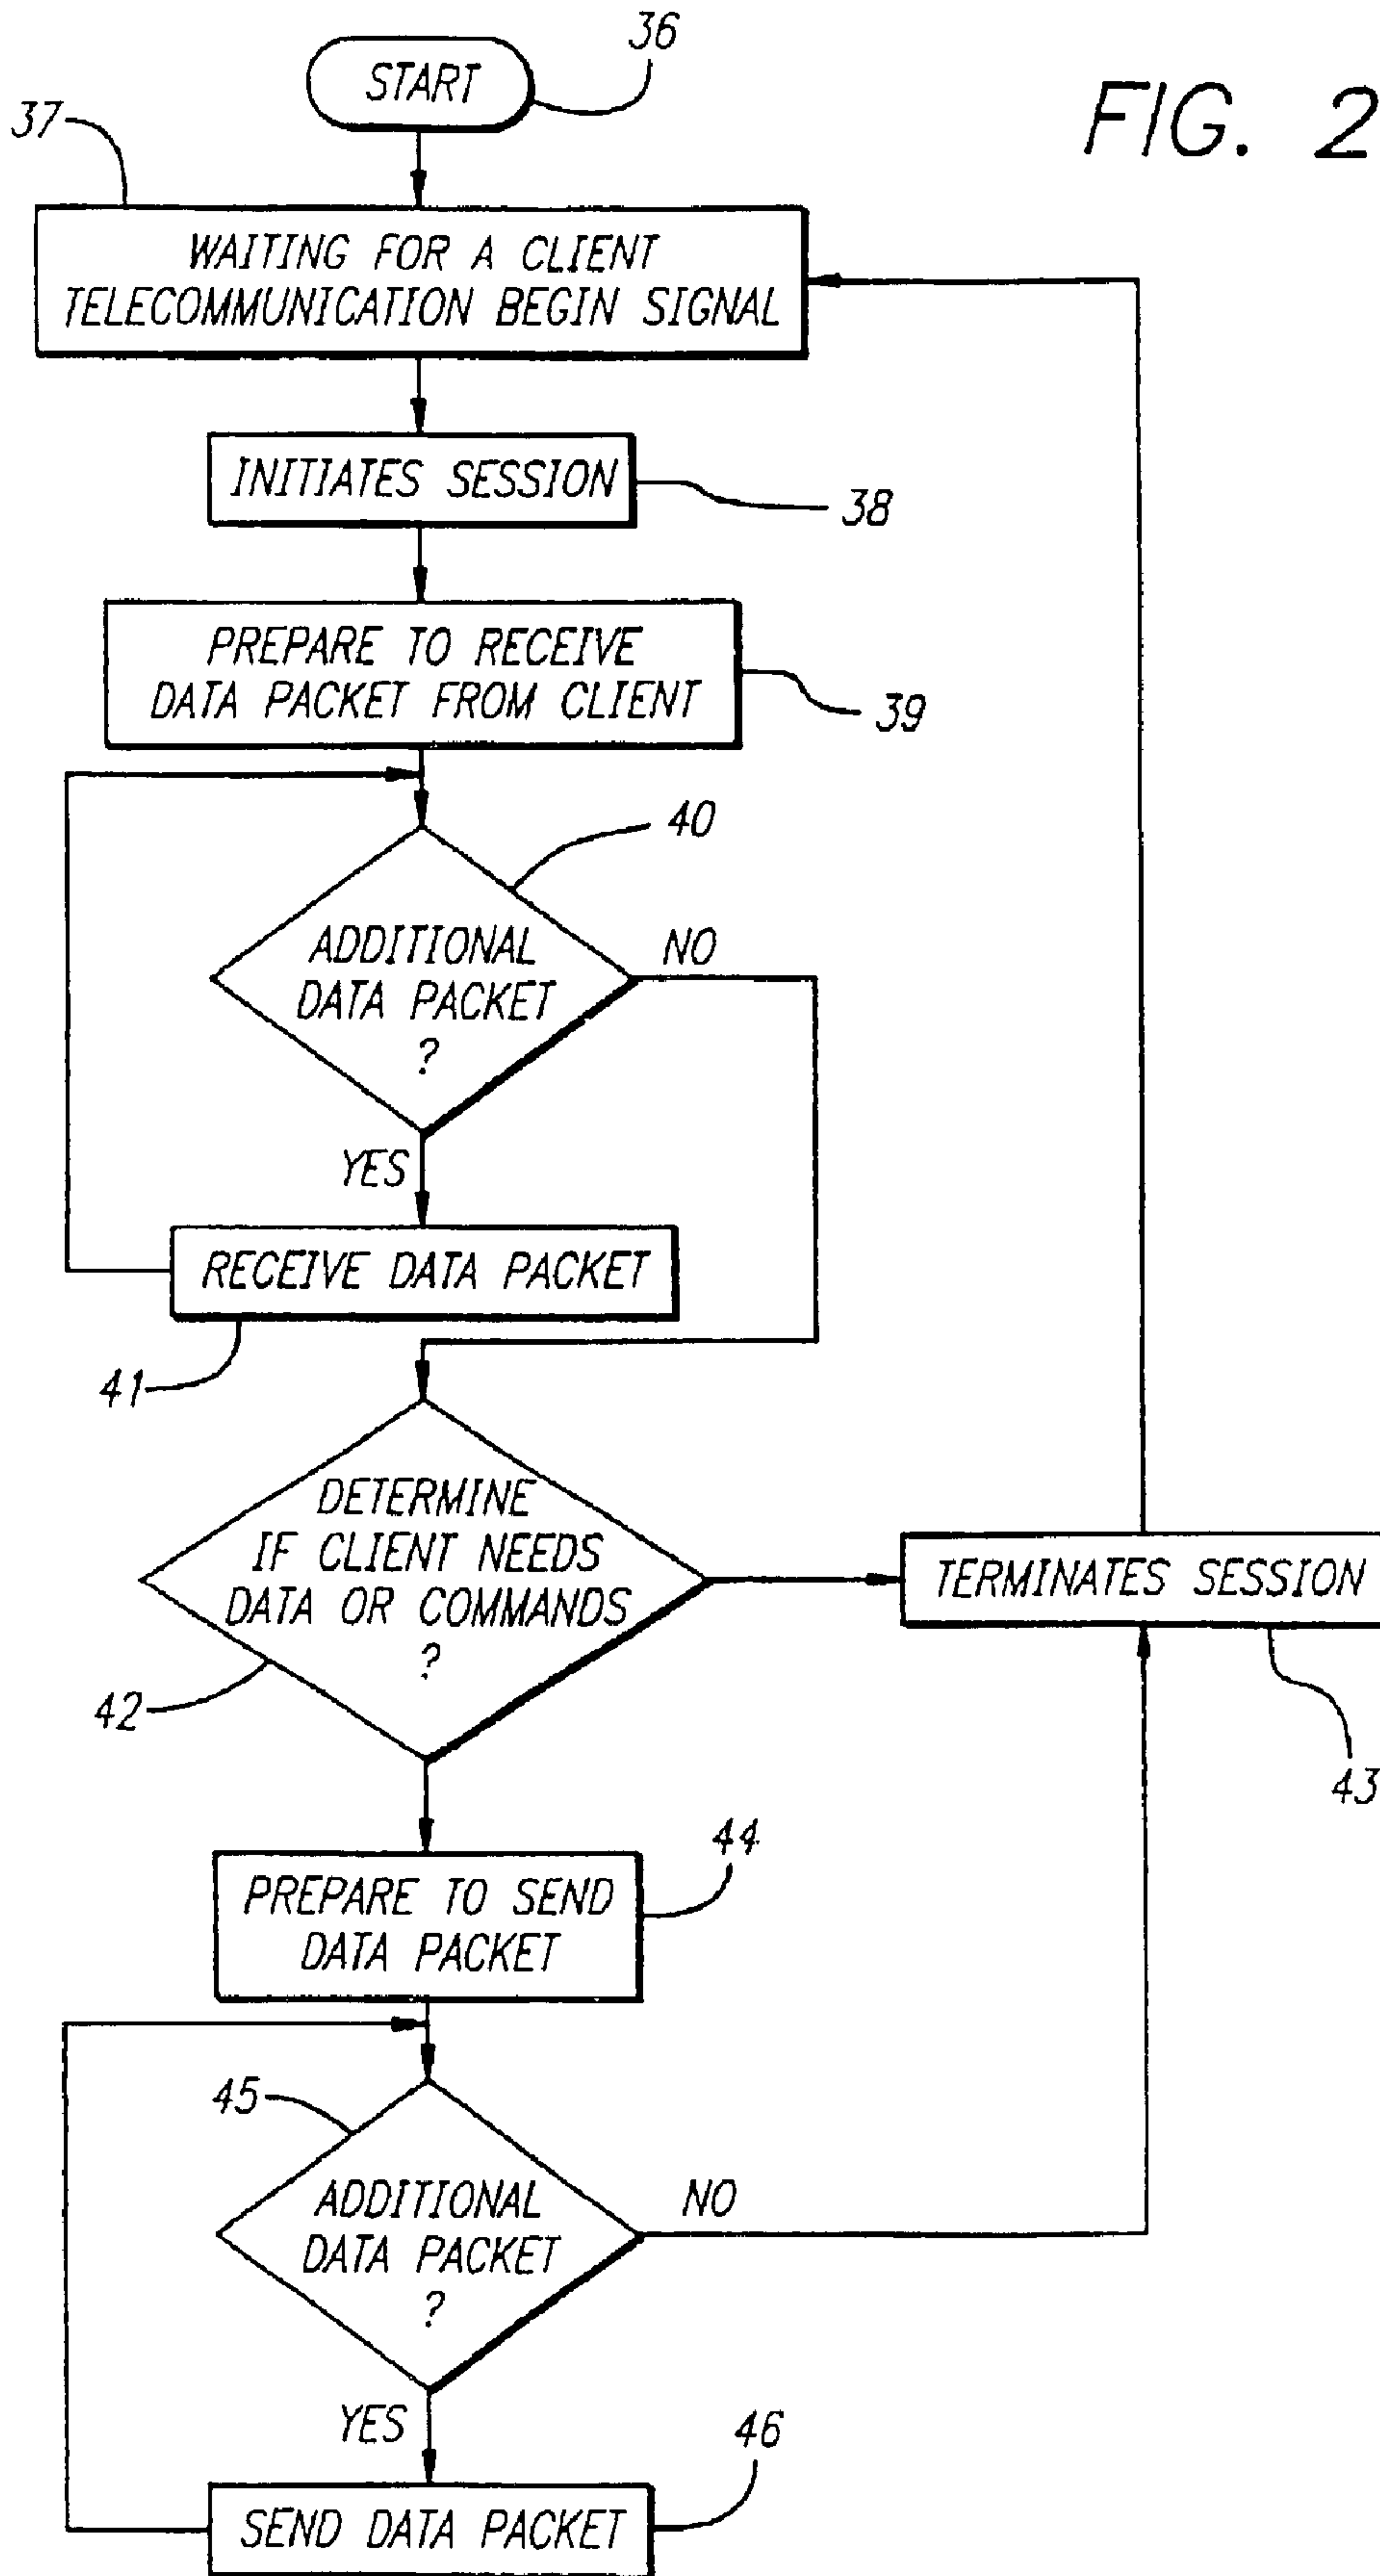 36
START
FIG. 2
37
WAITING FOR A CLIENT
TELECOMMUNICATION BEGIN SIGNAL
INITIATES SESSION
38
PREPARE TO RECEIVE
DATA PACKET FROM CLIENT
39
40
ADDITIONAL
DATA PACKET
?
NO
YES
RECEIVE DATA PACKET
41
DETERMINE
IF CLIENT NEEDS
DATA OR COMMANDS
?
42
TERMINATES SESSION
43
44
PREPARE TO SEND
DATA PACKET
45
ADDITIONAL
DATA PACKET
?
NO
YES
46
SEND DATA PACKET